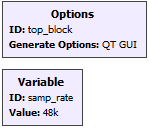 Options
ID: top_block
Generate Options: QT GUI
Variable
ID: samp_rate
Value: 48k